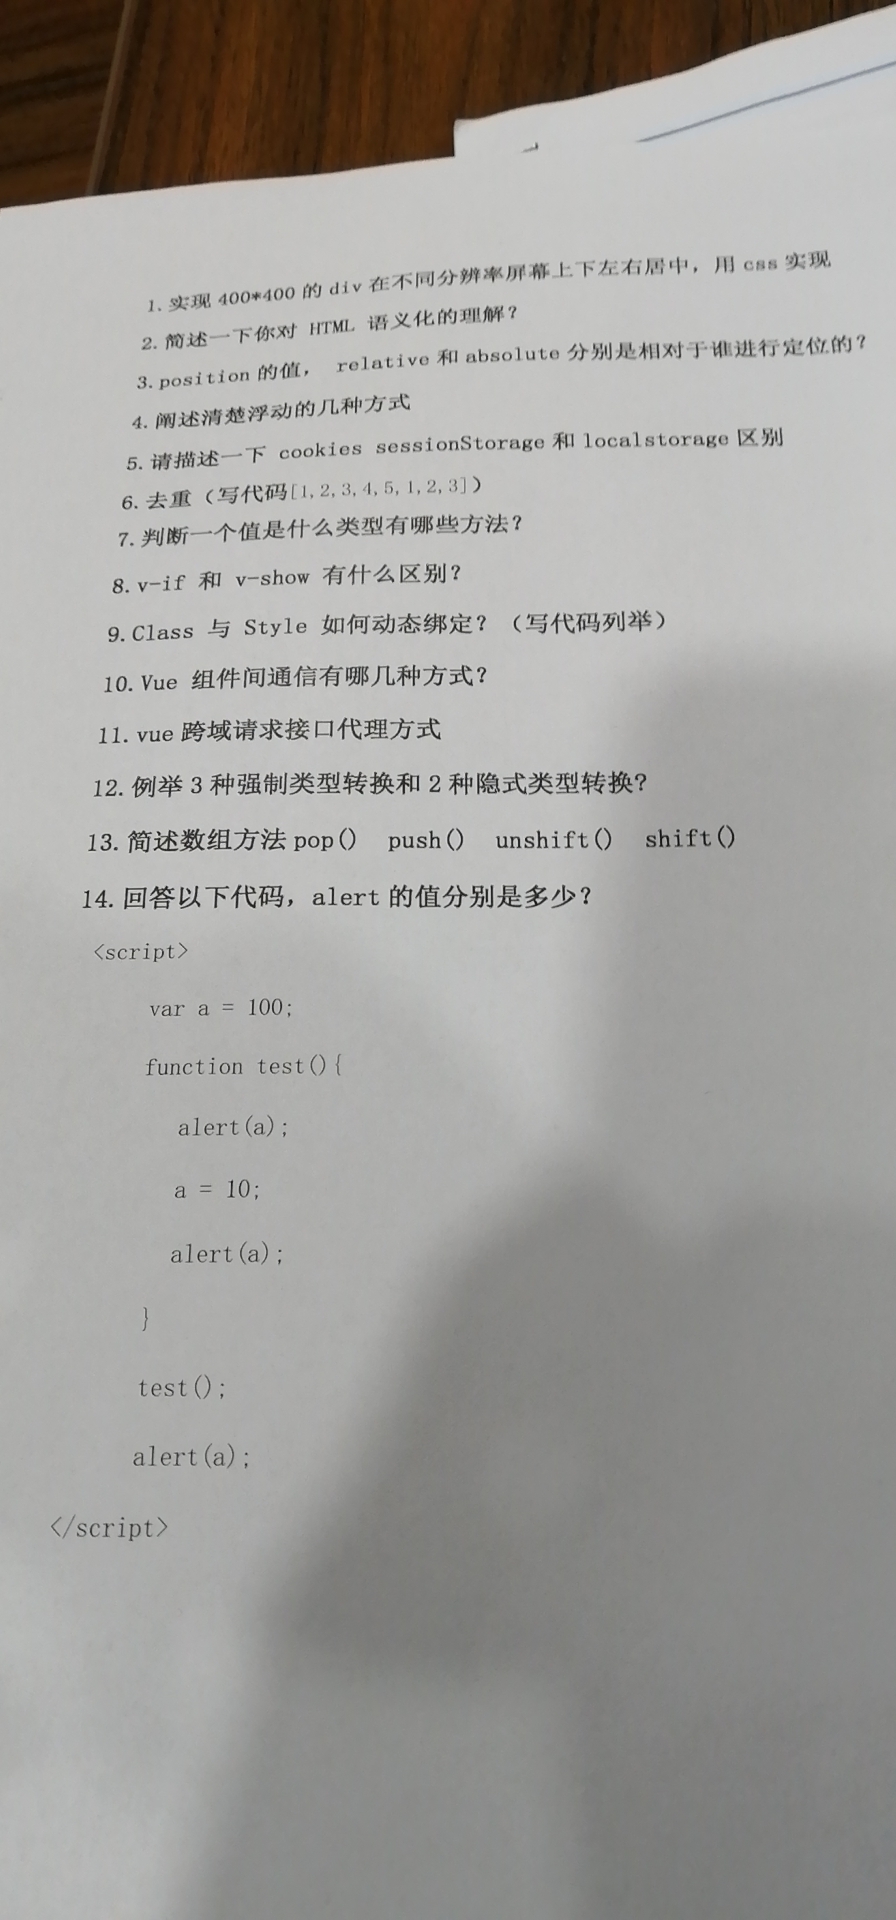 1. 实现 400*400 的 div 在不同分辨率屏幕上下左右居中，用 css 实现
2. 简述一下你对 HTML 语义化的理解？
3. position 的值， relative 和 absolute 分别是相对于谁进行定位的？
4. 阐述清楚浮动的几种方式
5. 请描述一下 cookies sessionStorage 和 localstorage 区别
6. 去重（写代码[1,2,3,4,5,1,2,3]）
7. 判断一个值是什么类型有哪些方法？
8. v-if 和 v-show 有什么区别？
9. Class 与 Style 如何动态绑定？（写代码列举）
10. Vue 组件间通信有哪几种方式？
11. vue 跨域请求接口代理方式
12. 例举 3 种强制类型转换和 2 种隐式类型转换?
13. 简述数组方法 pop() push() unshift() shift()
14. 回答以下代码，alert 的值分别是多少？
<script>
var a = 100;
function test(){
alert(a);
a = 10;
alert(a);
}
test();
alert(a);
</script>